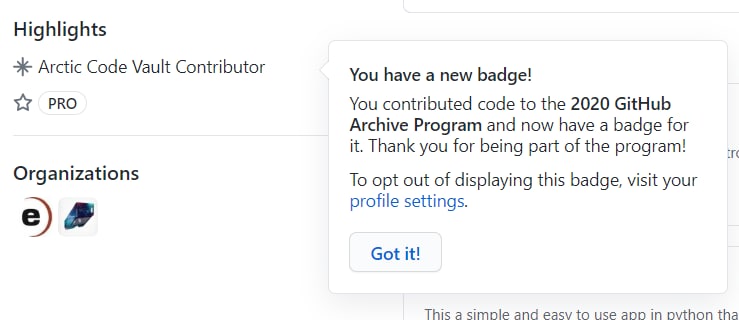 Highlights
Arctic Code Vault Contributor
PRO
Organizations
e
You have a new badge!
You contributed code to the 2020 GitHub
Archive Program and now have a badge for
it. Thank you for being part of the program!
To opt out of displaying this badge, visit your
profile settings.
Got it!
This a simple and easy to use app in python